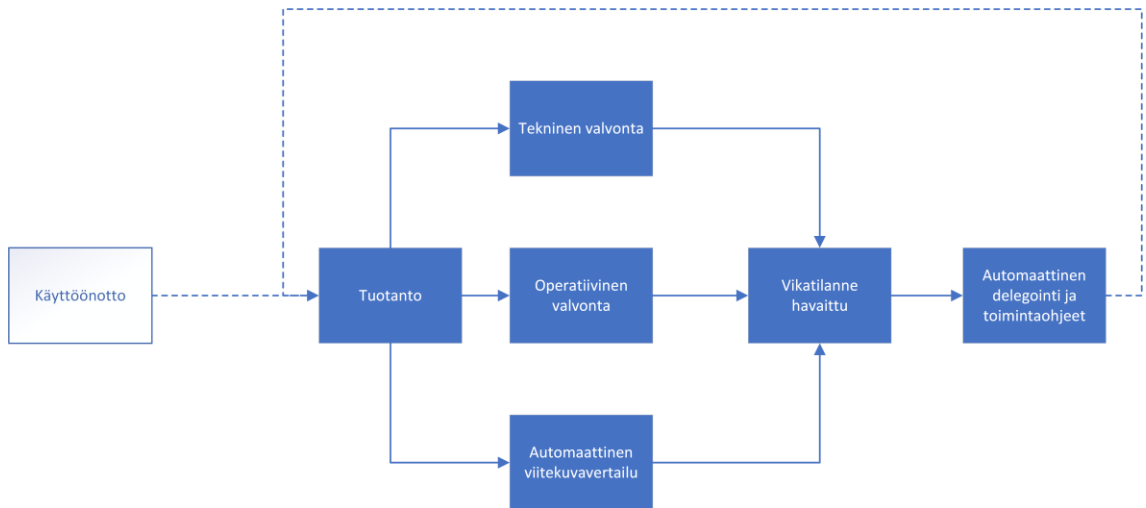 Tekninen valvonta
Käyttöönotto
Tuotanto
Operatiivinen
valvonta
Vikatilanne
havaittu
Automaattinen
delegointi ja
toimintaohjeet
Automaattinen
viitekuvavertailu